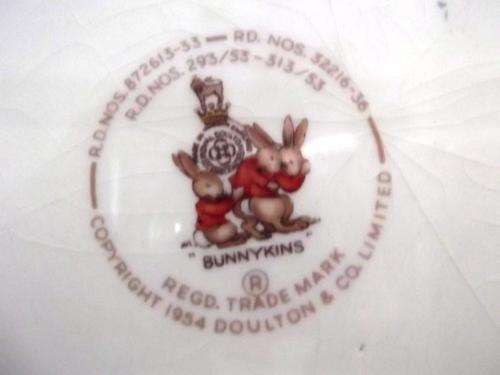 R.D. NOS. 872613-33 — RD. NOS. 32216-36
R.D. NOS. 293/53-313/53
"BUNNYKINS"
®
REGD. TRADE MARK
COPYRIGHT 1954 DOULTON & CO. LIMITED